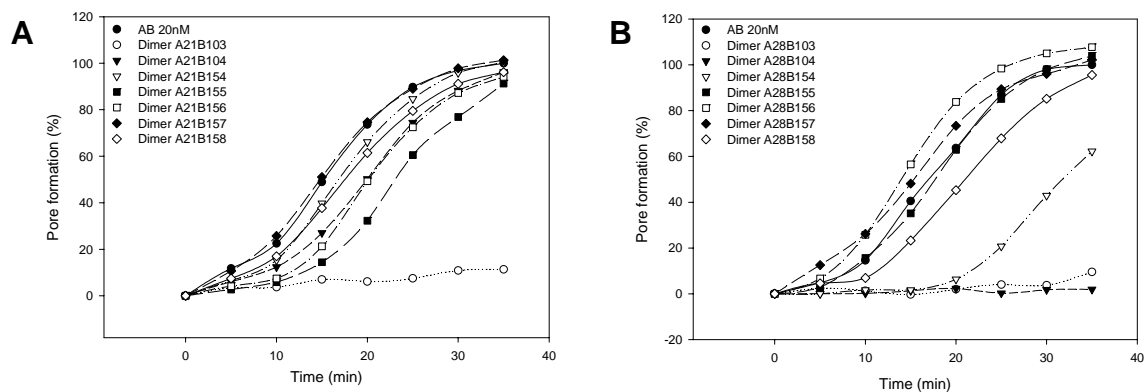 A
120
100
80
60
40
20
0
Pore formation (%)
0 10 20 30 40
Time (min)
AB 20nM
Dimer A21B103
Dimer A21B104
Dimer A21B154
Dimer A21B155
Dimer A21B156
Dimer A21B157
Dimer A21B158
B
120
100
80
60
40
20
0
-20
Pore formation (%)
0 10 20 30 40
Time (min)
AB 20nM
Dimer A28B103
Dimer A28B104
Dimer A28B154
Dimer A28B155
Dimer A28B156
Dimer A28B157
Dimer A28B158